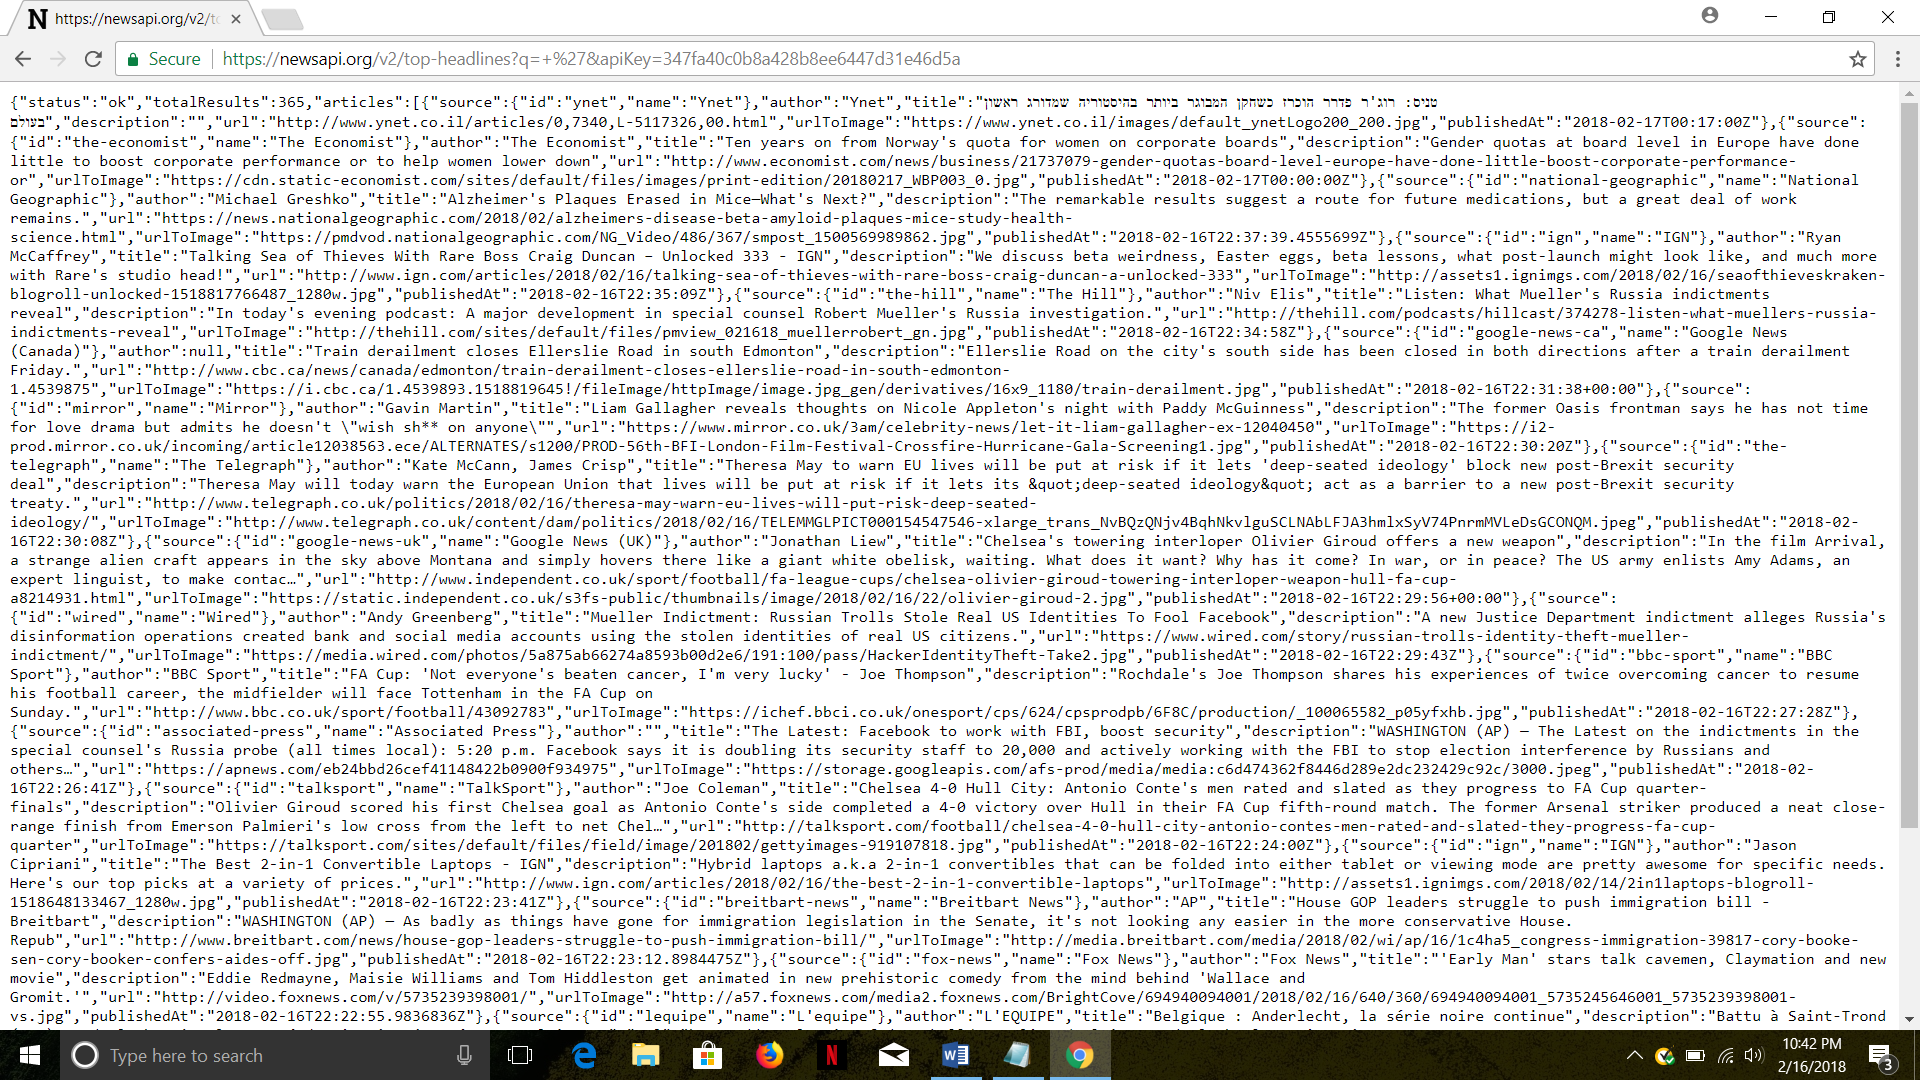 https://newsapi.org/v2/to
Secure https://newsapi.org/v2/top-headlines?q=+%27&apiKey=347fa40c0b8a428b8ee6447d31e46d5a
{"status":"ok","totalResults":365,"articles":[{"source":{"id":"ynet","name":"Ynet"},"author":"Ynet","title":"טניס: רוג'ר פדרר הוכרז כשחקן המבוגר ביותר בהיסטוריה שמדורג ראשון
בעולם","description":"","url":"http://www.ynet.co.il/articles/0,7340,L-5117326,00.html","urlToImage":"https://www.ynet.co.il/images/default_ynetLogo200_200.jpg","publishedAt":"2018-02-17T00:17:00Z"},{"source":
{"id":"the-economist","name":"The Economist"},"author":"The Economist","title":"Ten years on from Norway's quota for women on corporate boards","description":"Gender quotas at board level in Europe have done
little to boost corporate performance or to help women lower down","url":"http://www.economist.com/news/business/21737079-gender-quotas-board-level-europe-have-done-little-boost-corporate-performance-
or","urlToImage":"https://cdn.static-economist.com/sites/default/files/images/print-edition/20180217_WBP003_0.jpg","publishedAt":"2018-02-17T00:00:00Z"},{"source":{"id":"national-geographic","name":"National
Geographic"},"author":"Michael Greshko","title":"Alzheimer's Plaques Erased in Mice—What's Next?","description":"The remarkable results suggest a route for future medications, but a great deal of work
remains.","url":"https://news.nationalgeographic.com/2018/02/alzheimers-disease-beta-amyloid-plaques-mice-study-health-
science.html","urlToImage":"https://pmdvod.nationalgeographic.com/NG_Video/486/367/smpost_1500569989862.jpg","publishedAt":"2018-02-16T22:37:39.4555699Z"},{"source":{"id":"ign","name":"IGN"},"author":"Ryan
McCaffrey","title":"Talking Sea of Thieves With Rare Boss Craig Duncan – Unlocked 333 - IGN","description":"We discuss beta weirdness, Easter eggs, beta lessons, what post-launch might look like, and much more
with Rare's studio head!","url":"http://www.ign.com/articles/2018/02/16/talking-sea-of-thieves-with-rare-boss-craig-duncan-a-unlocked-333","urlToImage":"http://assets1.ignimgs.com/2018/02/16/seaofthieveskraken-
blogroll-unlocked-1518817766487_1280w.jpg","publishedAt":"2018-02-16T22:35:09Z"},{"source":{"id":"the-hill","name":"The Hill"},"author":"Niv Elis","title":"Listen: What Mueller's Russia indictments
reveal","description":"In today's evening podcast: A major development in special counsel Robert Mueller's Russia investigation.","url":"http://thehill.com/podcasts/hillcast/374278-listen-what-muellers-russia-
indictments-reveal","urlToImage":"http://thehill.com/sites/default/files/pmview_021618_muellerrobert_gn.jpg","publishedAt":"2018-02-16T22:34:58Z"},{"source":{"id":"google-news-ca","name":"Google News
(Canada)"},"author":null,"title":"Train derailment closes Ellerslie Road in south Edmonton","description":"Ellerslie Road on the city's south side has been closed in both directions after a train derailment
Friday.","url":"http://www.cbc.ca/news/canada/edmonton/train-derailment-closes-ellerslie-road-in-south-edmonton-
1.4539875","urlToImage":"https://i.cbc.ca/1.4539893.1518819645!/fileImage/httpImage/image.jpg_gen/derivatives/16x9_1180/train-derailment.jpg","publishedAt":"2018-02-16T22:31:38+00:00"},{"source":
{"id":"mirror","name":"Mirror"},"author":"Gavin Martin","title":"Liam Gallagher reveals thoughts on Nicole Appleton's night with Paddy McGuinness","description":"The former Oasis frontman says he has not time
for love drama but admits he doesn't \"wish sh** on anyone\"","url":"https://www.mirror.co.uk/3am/celebrity-news/let-it-liam-gallagher-ex-12040450","urlToImage":"https://i2-
prod.mirror.co.uk/incoming/article12038563.ece/ALTERNATES/s1200/PROD-56th-BFI-London-Film-Festival-Crossfire-Hurricane-Gala-Screening1.jpg","publishedAt":"2018-02-16T22:30:20Z"},{"source":{"id":"the-
telegraph","name":"The Telegraph"},"author":"Kate McCann, James Crisp","title":"Theresa May to warn EU lives will be put at risk if it lets 'deep-seated ideology' block new post-Brexit security
deal","description":"Theresa May will today warn the European Union that lives will be put at risk if it lets its &quot;deep-seated ideology&quot; act as a barrier to a new post-Brexit security
treaty.","url":"http://www.telegraph.co.uk/politics/2018/02/16/theresa-may-warn-eu-lives-will-put-risk-deep-seated-
ideology/","urlToImage":"http://www.telegraph.co.uk/content/dam/politics/2018/02/16/TELEMMGLPICT000154547546-xlarge_trans_NvBQzQNjv4BqhNkvlguSCLNAbLFJA3hmlxSyV74PnrmMVLeDsGCONQM.jpeg","publishedAt":"2018-02-
16T22:30:08Z"},{"source":{"id":"google-news-uk","name":"Google News (UK)"},"author":"Jonathan Liew","title":"Chelsea's towering interloper Olivier Giroud offers a new weapon","description":"In the film Arrival,
a strange alien craft appears in the sky above Montana and simply hovers there like a giant white obelisk, waiting. What does it want? Why has it come? In war, or in peace? The US army enlists Amy Adams, an
expert linguist, to make contac…","url":"http://www.independent.co.uk/sport/football/fa-league-cups/chelsea-olivier-giroud-towering-interloper-weapon-hull-fa-cup-
a8214931.html","urlToImage":"https://static.independent.co.uk/s3fs-public/thumbnails/image/2018/02/16/22/olivier-giroud-2.jpg","publishedAt":"2018-02-16T22:29:56+00:00"},{"source":
{"id":"wired","name":"Wired"},"author":"Andy Greenberg","title":"Mueller Indictment: Russian Trolls Stole Real US Identities To Fool Facebook","description":"A new Justice Department indictment alleges Russia's
disinformation operations created bank and social media accounts using the stolen identities of real US citizens.","url":"https://www.wired.com/story/russian-trolls-identity-theft-mueller-
indictment/","urlToImage":"https://media.wired.com/photos/5a875ab66274a8593b00d2e6/191:100/pass/HackerIdentityTheft-Take2.jpg","publishedAt":"2018-02-16T22:29:43Z"},{"source":{"id":"bbc-sport","name":"BBC
Sport"},"author":"BBC Sport","title":"FA Cup: 'Not everyone's beaten cancer, I'm very lucky' - Joe Thompson","description":"Rochdale's Joe Thompson shares his experiences of twice overcoming cancer to resume
his football career, the midfielder will face Tottenham in the FA Cup on
Sunday.","url":"http://www.bbc.co.uk/sport/football/43092783","urlToImage":"https://ichef.bbci.co.uk/onesport/cps/624/cpsprodpb/6F8C/production/_100065582_p05yfxhb.jpg","publishedAt":"2018-02-16T22:27:28Z"},
{"source":{"id":"associated-press","name":"Associated Press"},"author":"","title":"The Latest: Facebook to work with FBI, boost security","description":"WASHINGTON (AP) — The Latest on the indictments in the
special counsel's Russia probe (all times local): 5:20 p.m. Facebook says it is doubling its security staff to 20,000 and actively working with the FBI to stop election interference by Russians and
others…","url":"https://apnews.com/eb24bbd26cef41148422b0900f934975","urlToImage":"https://storage.googleapis.com/afs-prod/media/media:c6d474362f8446d289e2dc232429c92c/3000.jpeg","publishedAt":"2018-02-
16T22:26:41Z"},{"source":{"id":"talksport","name":"TalkSport"},"author":"Joe Coleman","title":"Chelsea 4-0 Hull City: Antonio Conte's men rated and slated as they progress to FA Cup quarter-
finals","description":"Olivier Giroud scored his first Chelsea goal as Antonio Conte's side completed a 4-0 victory over Hull in their FA Cup fifth-round match. The former Arsenal striker produced a neat close-
range finish from Emerson Palmieri's low cross from the left to net Chel…","url":"http://talksport.com/football/chelsea-4-0-hull-city-antonio-contes-men-rated-and-slated-they-progress-fa-cup-
quarter","urlToImage":"https://talksport.com/sites/default/files/field/image/201802/gettyimages-919107818.jpg","publishedAt":"2018-02-16T22:24:00Z"},{"source":{"id":"ign","name":"IGN"},"author":"Jason
Cipriani","title":"The Best 2-in-1 Convertible Laptops - IGN","description":"Hybrid laptops a.k.a 2-in-1 convertibles that can be folded into either tablet or viewing mode are pretty awesome for specific needs.
Here's our top picks at a variety of prices.","url":"http://www.ign.com/articles/2018/02/16/the-best-2-in-1-convertible-laptops","urlToImage":"http://assets1.ignimgs.com/2018/02/14/2in1laptops-blogroll-
1518648133467_1280w.jpg","publishedAt":"2018-02-16T22:23:41Z"},{"source":{"id":"breitbart-news","name":"Breitbart News"},"author":"AP","title":"House GOP leaders struggle to push immigration bill -
Breitbart","description":"WASHINGTON (AP) — As badly as things have gone for immigration legislation in the Senate, it's not looking any easier in the more conservative House.
Repub","url":"http://www.breitbart.com/news/house-gop-leaders-struggle-to-push-immigration-bill/","urlToImage":"http://media.breitbart.com/media/2018/02/wi/ap/16/1c4ha5_congress-immigration-39817-cory-booke-
sen-cory-booker-confers-aides-off.jpg","publishedAt":"2018-02-16T22:23:12.8984475Z"},{"source":{"id":"fox-news","name":"Fox News"},"author":"Fox News","title":"'Early Man' stars talk cavemen, Claymation and new
movie","description":"Eddie Redmayne, Maisie Williams and Tom Hiddleston get animated in new prehistoric comedy from the mind behind 'Wallace and
Gromit.'","url":"http://video.foxnews.com/v/5735239398001/","urlToImage":"http://a57.foxnews.com/media2.foxnews.com/BrightCove/694940094001/2018/02/16/640/360/694940094001_5735245646001_5735239398001-
vs.jpg","publishedAt":"2018-02-16T22:22:55.9836836Z"},{"source":{"id":"lequipe","name":"L'equipe"},"author":"L'EQUIPE","title":"Belgique : Anderlecht, la série noire continue","description":"Battu à Saint-Trond
Type here to search
10:42 PM
2/16/2018
3